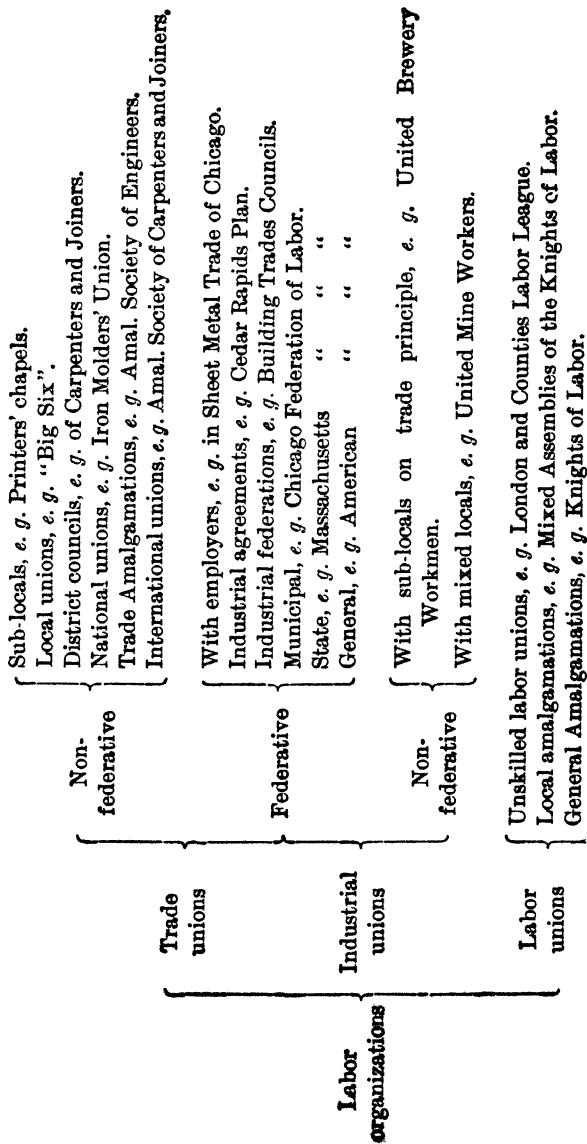 Labor
organizations
Trade
unions
Non-
federative
Sub-locals, e. g. Printers' chapels.
Local unions, e. g. "Big Six".
District councils, e. g. of Carpenters and Joiners.
National unions, e. g. Iron Molders' Union.
Trade Amalgamations, e. g. Amal. Society of Engineers.
International unions, e. g. Amal. Society of Carpenters and Joiners.
Federative
With employers, e. g. in Sheet Metal Trade of Chicago.
Industrial agreements, e. g. Cedar Rapids Plan.
Industrial federations, e. g. Building Trades Councils.
Municipal, e. g. Chicago Federation of Labor.
State, e. g. Massachusetts " " "
General, e. g. American " " "
Industrial
unions
Non-
federative
With sub-locals on trade principle, e. g. United Brewery
Workmen.
With mixed locals, e. g. United Mine Workers.
Labor
unions
Unskilled labor unions, e. g. London and Counties Labor League.
Local amalgamations, e. g. Mixed Assemblies of the Knights of Labor.
General Amalgamations, e. g. Knights of Labor.